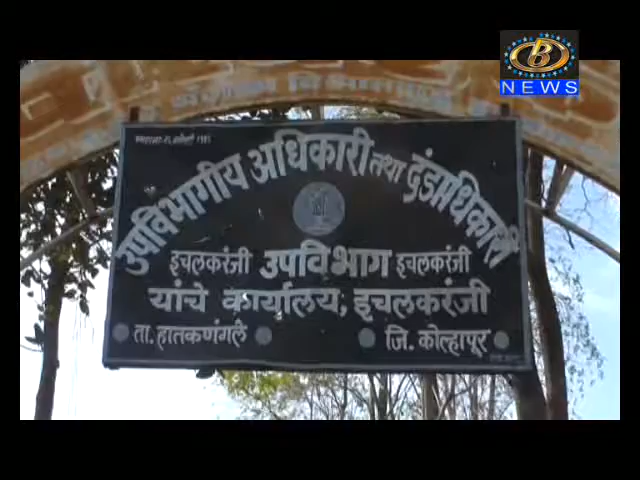 B
NEWS
उपविभागीय अधिकारी तथा दंडाधिकारी
इचलकरंजी उपविभाग इचलकरंजी
यांचे कार्यालय, इचलकरंजी
ता. हातकणंगले जि. कोल्हापूर